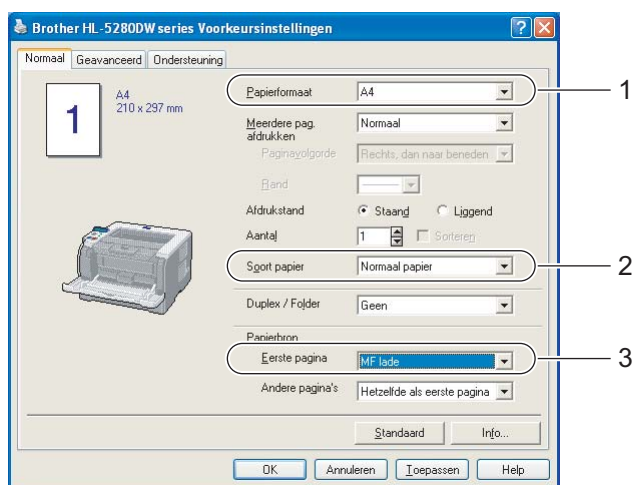 Brother HL-5280DW series Voorkeursinstellingen
Normaal Geavanceerd Ondersteuning
1
A4
210 x 297 mm
Papierformaat A4 1
Meerdere pag. afdrukken Normaal
Paginavolgorde Rechts, dan naar beneden
Rand
Afdrukstand Staand Liggend
Aantal 1 Sorteren
Soort papier Normaal papier 2
Duplex / Folder Geen
Papierbron
Eerste pagina MF lade 3
Andere pagina's Hetzelfde als eerste pagina
Standaard Info...
OK Annuleren Toepassen Help